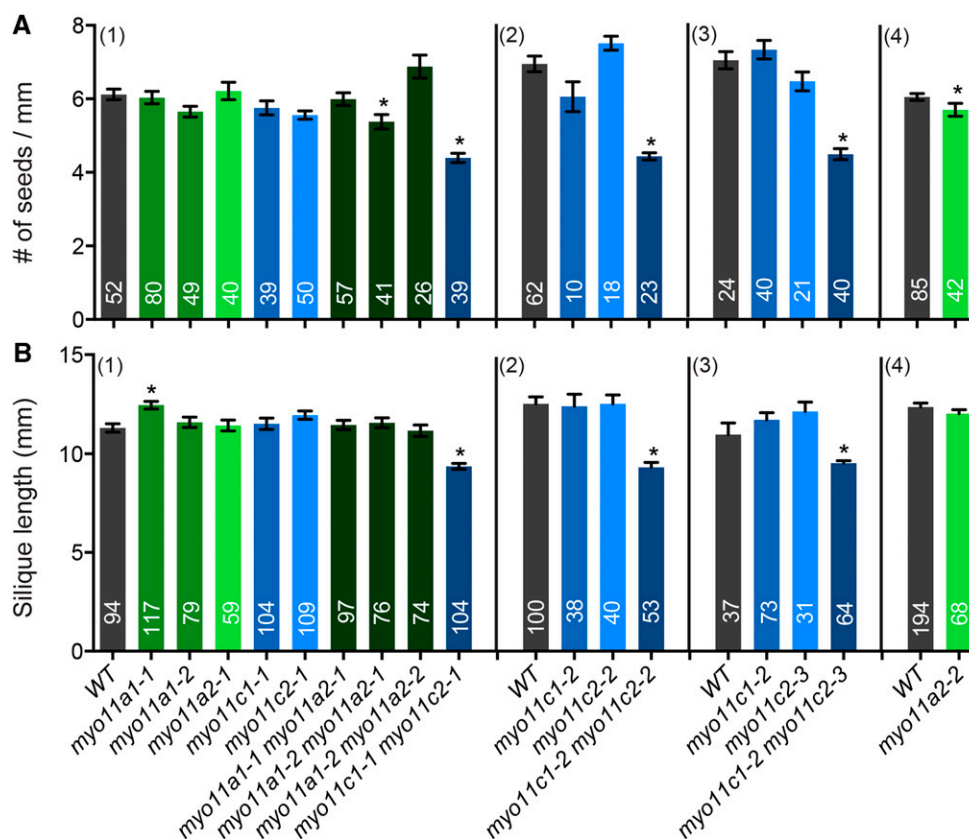 A
(1) (2) (3) (4)
# of seeds / mm
8
6
4
2
0
* * * * *
52 80 49 40 39 50 57 41 26 39 62 10 18 23 24 40 21 40 85 42
B
(1) (2) (3) (4)
Silique length (mm)
15
10
5
0
* * * *
94 117 79 59 104 109 97 76 74 104 100 38 40 53 37 73 31 64 194 68
WT
myo11a1-1
myo11a1-2
myo11a2-1
myo11c1-1
myo11c2-1
myo11a1-1 myo11a2-1
myo11a1-2 myo11a2-1
myo11a1-2 myo11a2-2
myo11c1-1 myo11c2-1
WT
myo11c1-2
myo11c2-2
myo11c1-2 myo11c2-2
WT
myo11c1-2
myo11c2-3
myo11c1-2 myo11c2-3
WT
myo11a2-2